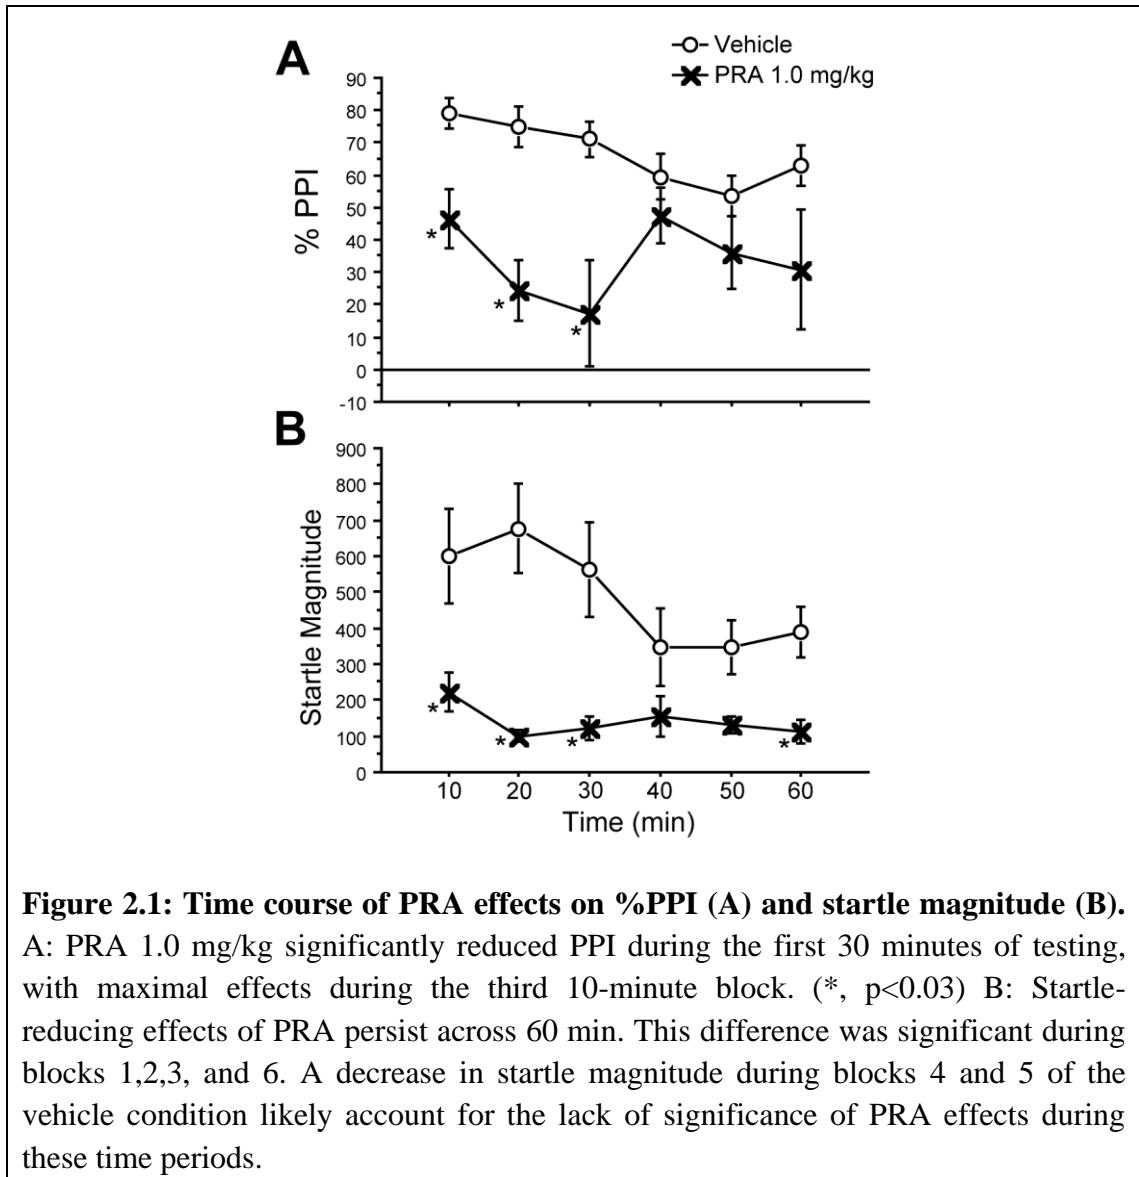 A
Vehicle
PRA 1.0 mg/kg
% PPI
90
80
70
60
50
40
30
20
10
0
-10
*
*
*
B
Startle Magnitude
900
800
700
600
500
400
300
200
100
0
*
*
*
*
10 20 30 40 50 60
Time (min)
Figure 2.1: Time course of PRA effects on %PPI (A) and startle magnitude (B).
A: PRA 1.0 mg/kg significantly reduced PPI during the first 30 minutes of testing,
with maximal effects during the third 10-minute block. (*, p<0.03) B: Startle-
reducing effects of PRA persist across 60 min. This difference was significant during
blocks 1,2,3, and 6. A decrease in startle magnitude during blocks 4 and 5 of the
vehicle condition likely account for the lack of significance of PRA effects during
these time periods.